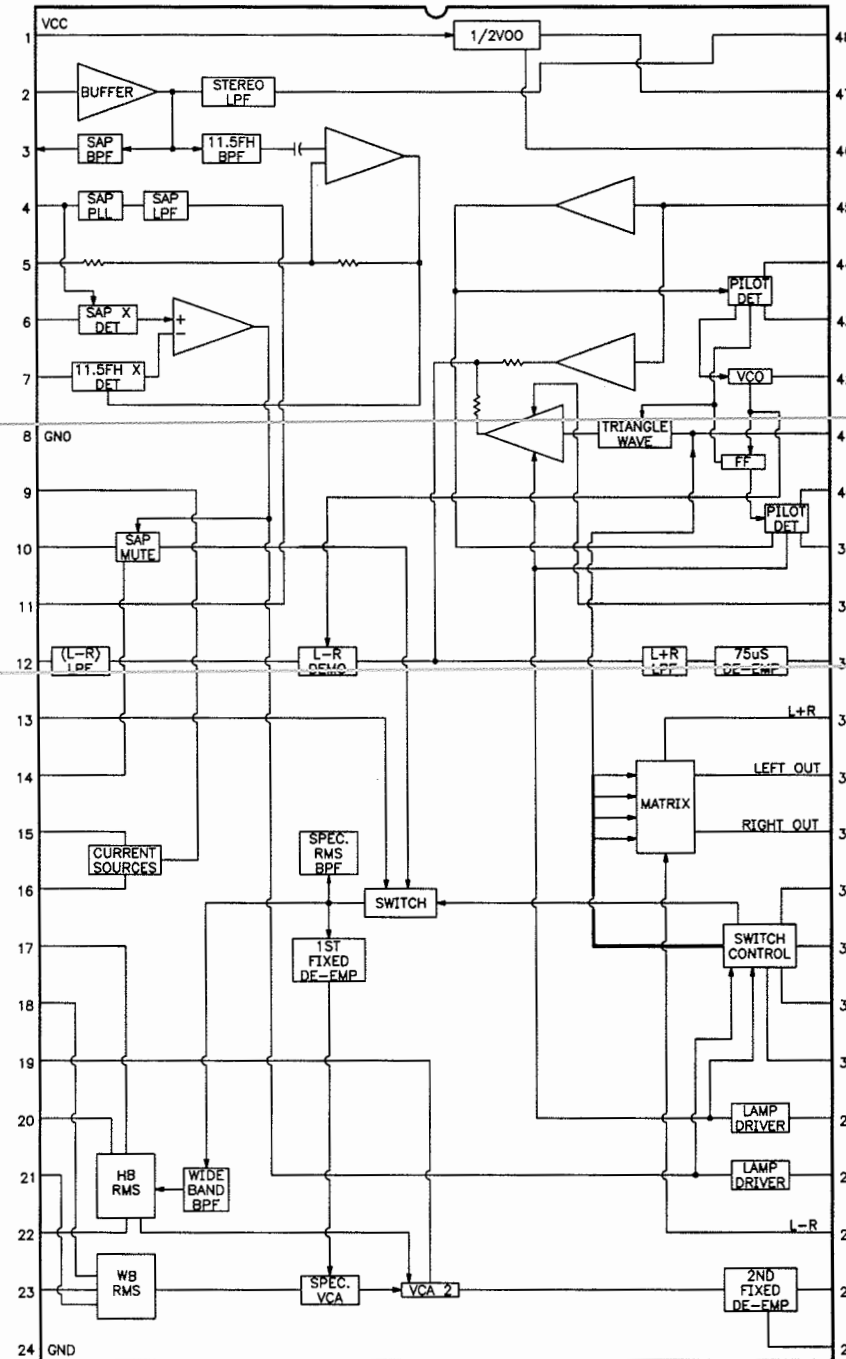 VCC
1
1/2VOO
48
2
BUFFER
STEREO
LPF
47
3
SAP
BPF
11.5FH
BPF
4
SAP
PLL
SAP
LPF
5
PILOT
DET
6
SAP X
DET
+
−
7
11.5FH X
DET
VCO
8
GNO
TRIANGLE
WAVE
FF
9
PILOT
DET
10
SAP
MUTE
11
12
(L-R)
LPF
L-R
DEMO
L+R
LPF
75uS
DE-EMP
13
L+R
14
MATRIX
LEFT OUT
15
CURRENT
SOURCES
SPEC.
RMS
BPF
RIGHT OUT
16
SWITCH
17
1ST
FIXED
DE-EMP
SWITCH
CONTROL
18
19
20
LAMP
DRIVER
21
HB
RMS
WIDE
BAND
BPF
LAMP
DRIVER
22
L-R
23
WB
RMS
SPEC.
VCA
VCA 2
2ND
FIXED
DE-EMP
24
GND